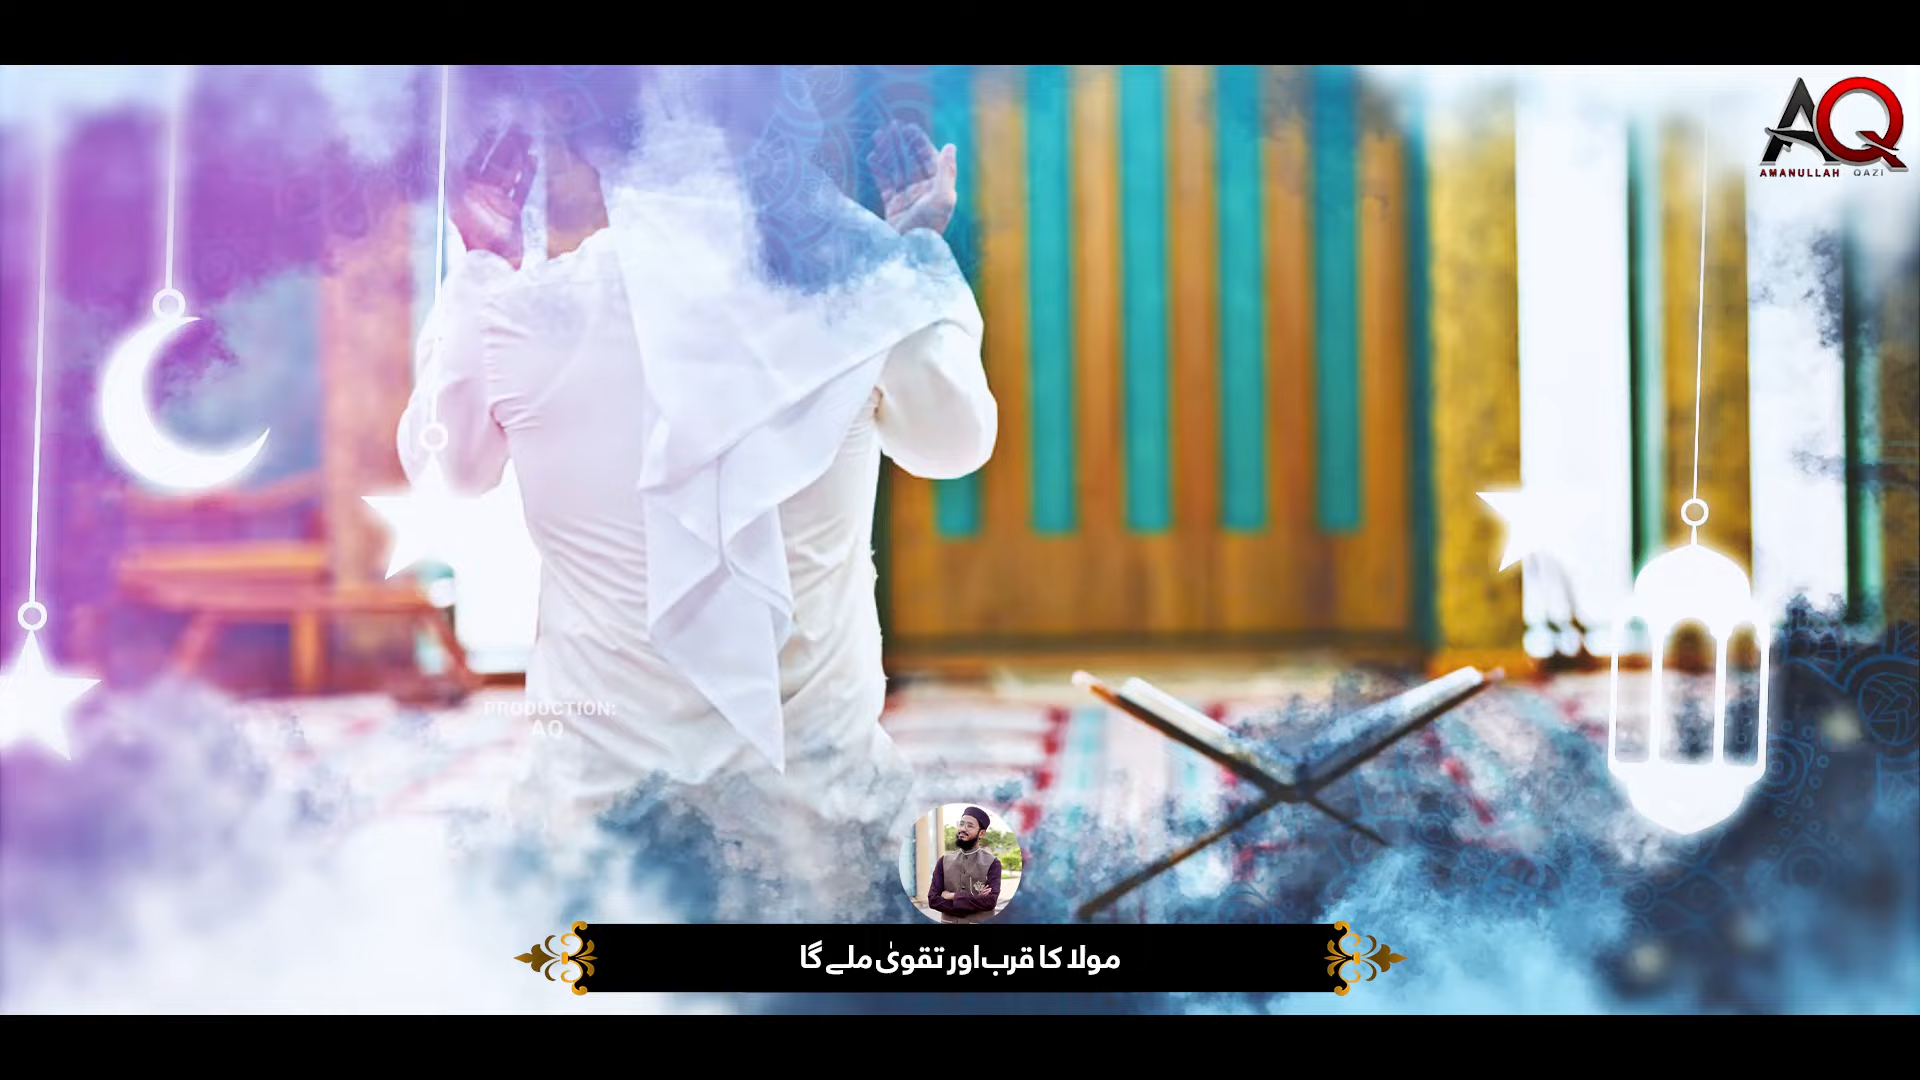 AQ
AMANULLAH QAZI
PRODUCTION:
AQ
مولا کا قرب اور تقویٰ ملے گا